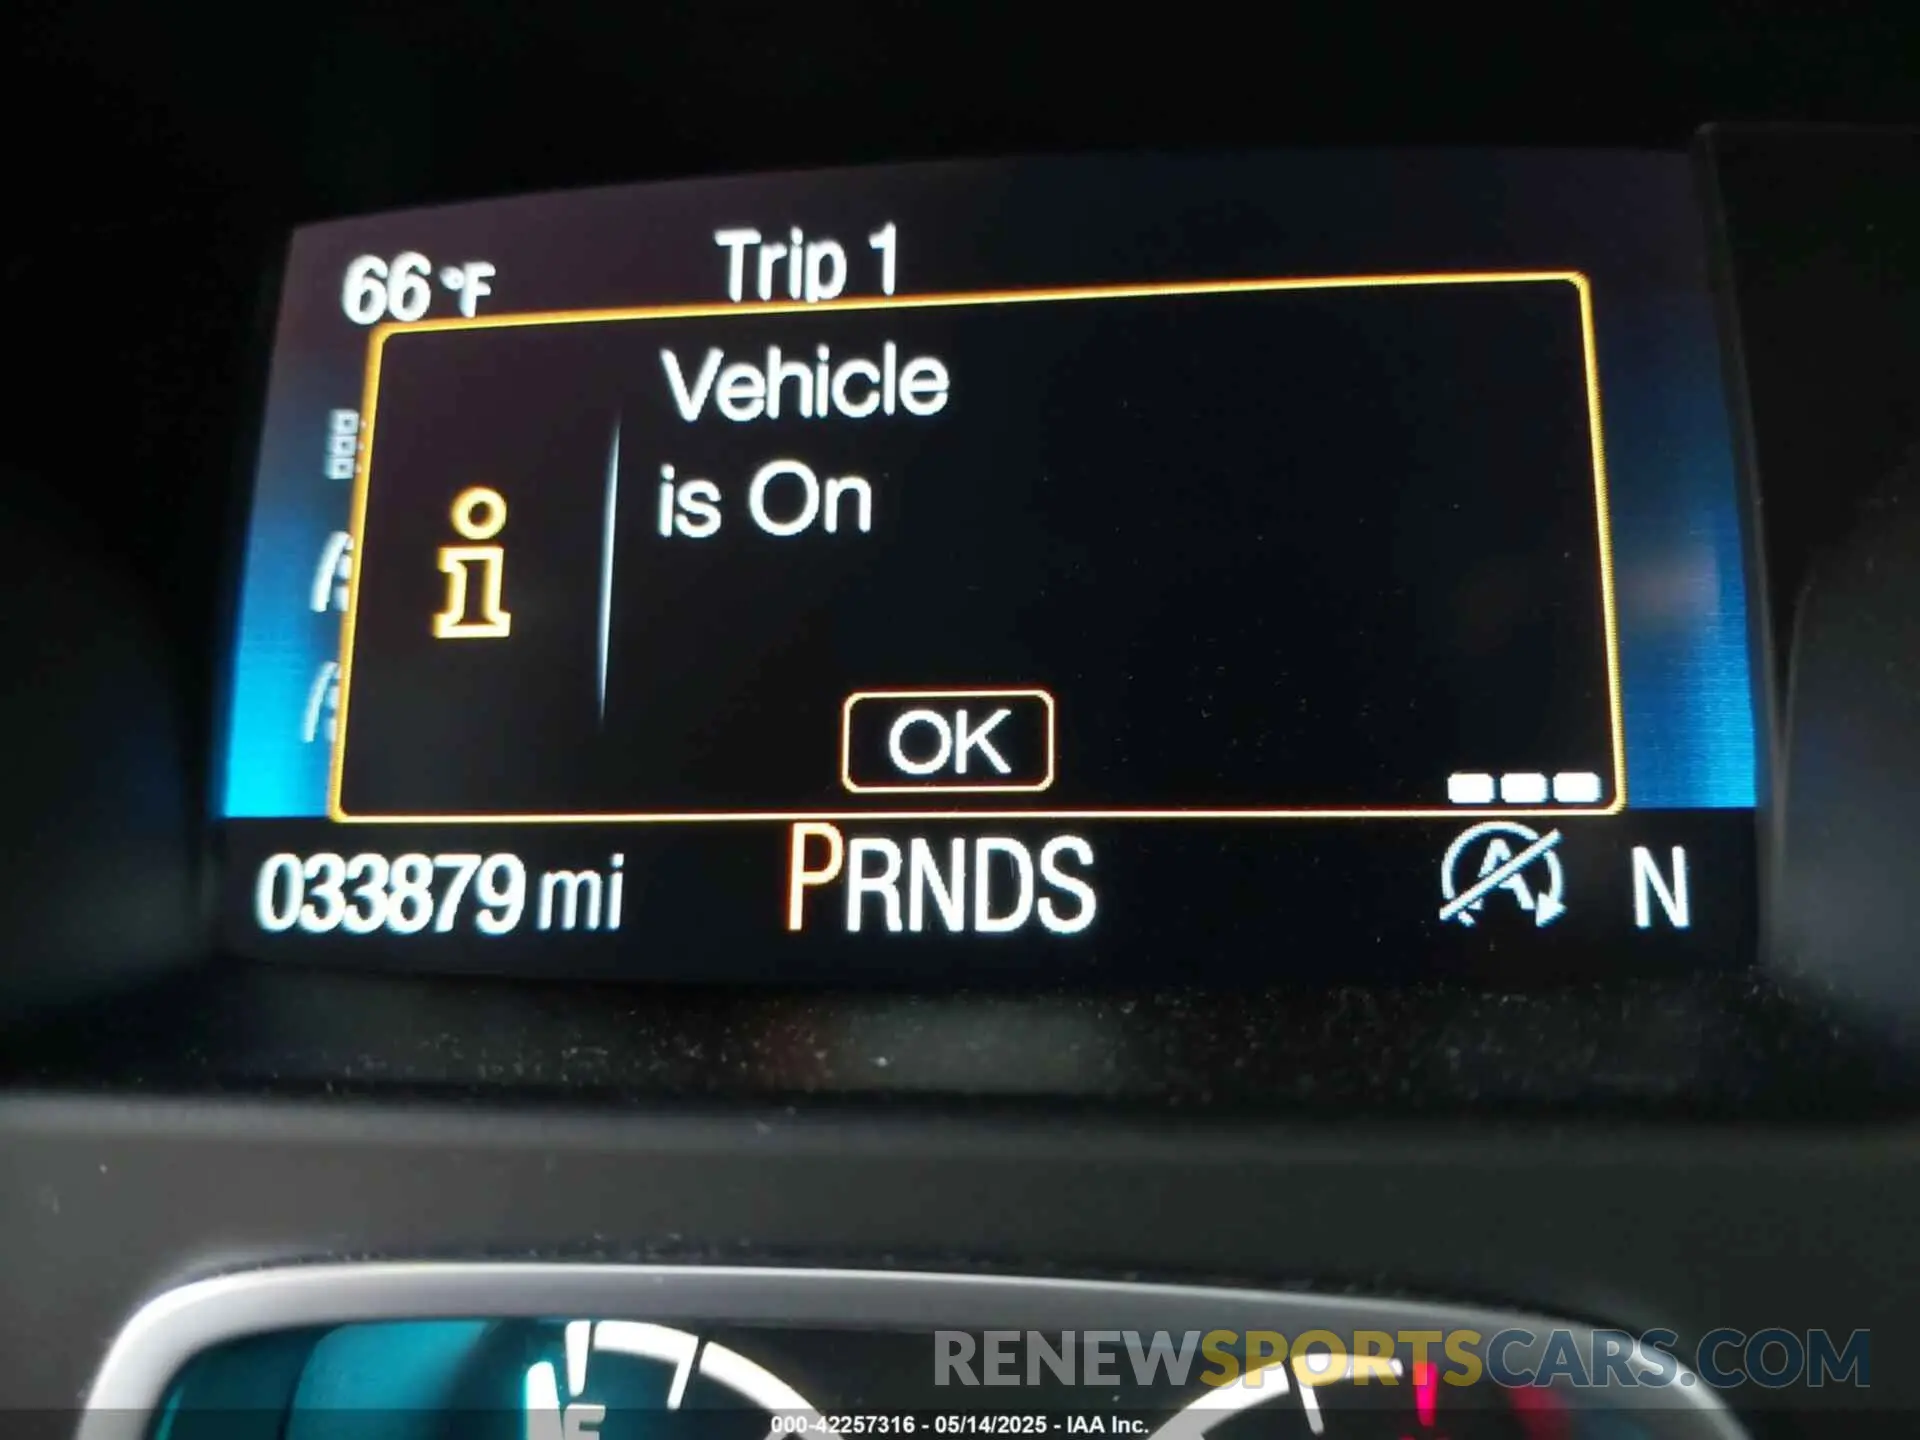 66 °F Trip 1
Vehicle
is On
OK
033879 mi PRNDS A N
RENEWSPORTSCARS.COM
000-42257316 - 05/14/2025 - IAA Inc.